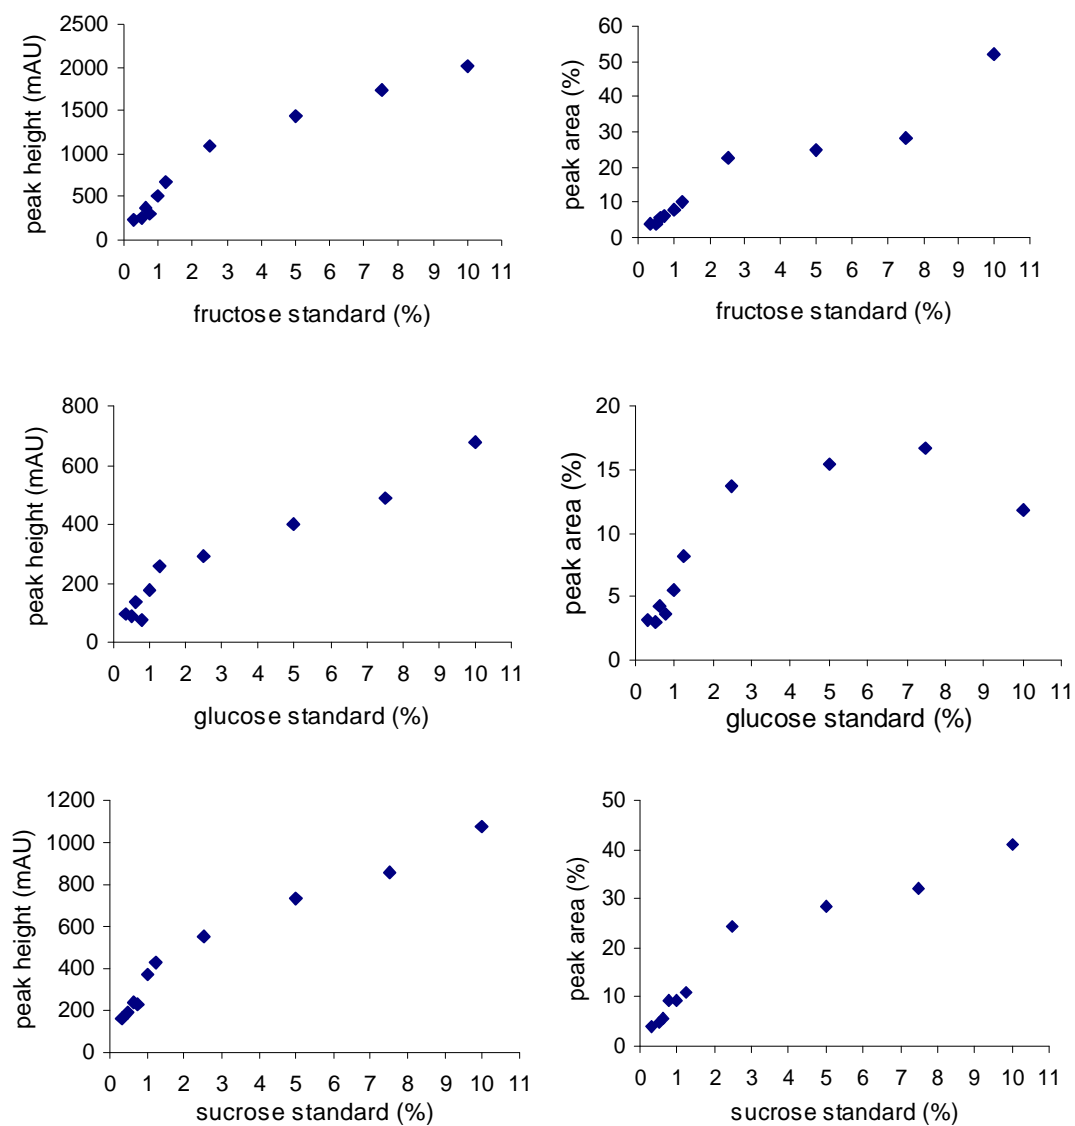 peak height (mAU)
2500
2000
1500
1000
500
0
0 1 2 3 4 5 6 7 8 9 10 11
fructose standard (%)
peak area (%)
60
50
40
30
20
10
0
0 1 2 3 4 5 6 7 8 9 10 11
fructose standard (%)
peak height (mAU)
800
600
400
200
0
0 1 2 3 4 5 6 7 8 9 10 11
glucose standard (%)
peak area (%)
20
15
10
5
0
0 1 2 3 4 5 6 7 8 9 10 11
glucose standard (%)
peak height (mAU)
1200
1000
800
600
400
200
0
0 1 2 3 4 5 6 7 8 9 10 11
sucrose standard (%)
peak area (%)
50
40
30
20
10
0
0 1 2 3 4 5 6 7 8 9 10 11
sucrose standard (%)